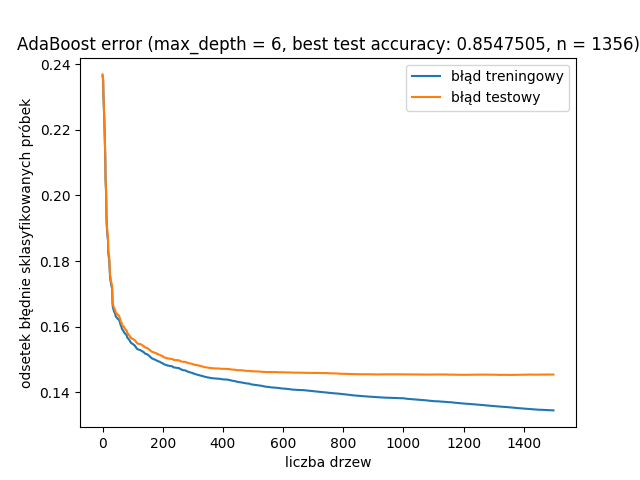 AdaBoost error (max_depth = 6, best test accuracy: 0.8547505, n = 1356)
błąd treningowy
błąd testowy
odsetek błędnie sklasyfikowanych próbek
0.24
0.22
0.20
0.18
0.16
0.14
0 200 400 600 800 1000 1200 1400
liczba drzew